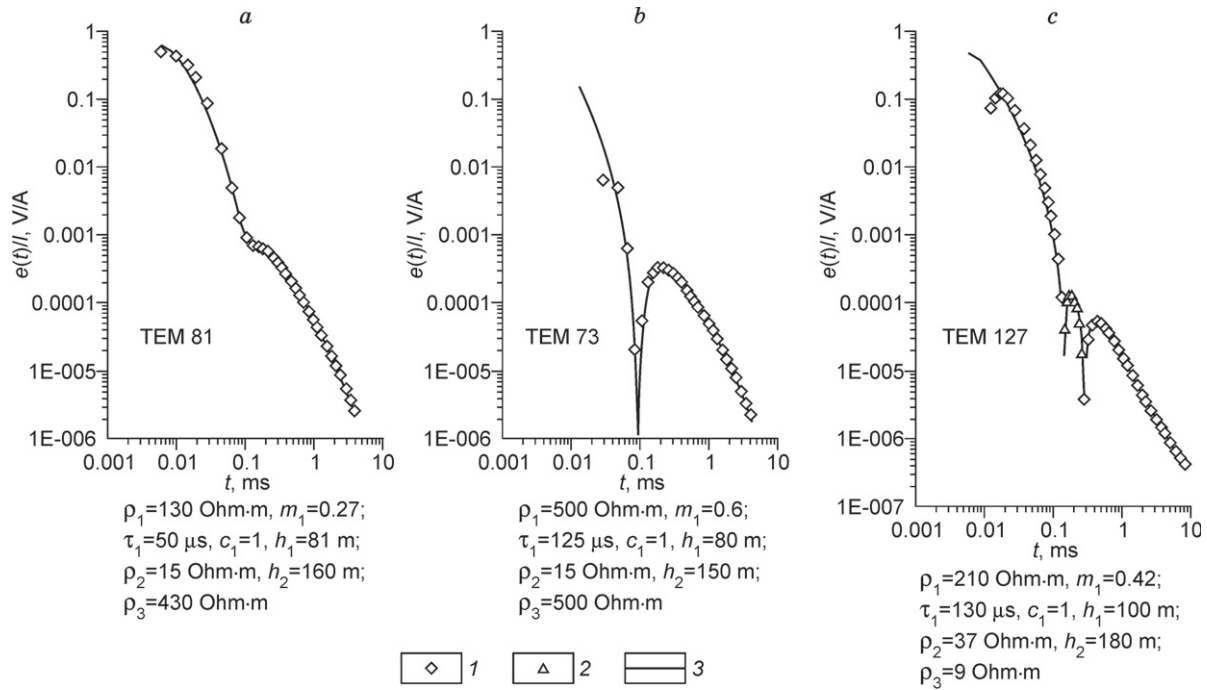 a
1
0.1
0.01
0.001
0.0001
1E-005
1E-006
e(t)/I, V/A
TEM 81
0.001 0.01 0.1 1 10
t, ms
ρ₁=130 Ohm·m, m₁=0.27;
τ₁=50 μs, c₁=1, h₁=81 m;
ρ₂=15 Ohm·m, h₂=160 m;
ρ₃=430 Ohm·m
b
1
0.1
0.01
0.001
0.0001
1E-005
1E-006
e(t)/I, V/A
TEM 73
0.001 0.01 0.1 1 10
t, ms
ρ₁=500 Ohm·m, m₁=0.6;
τ₁=125 μs, c₁=1, h₁=80 m;
ρ₂=15 Ohm·m, h₂=150 m;
ρ₃=500 Ohm·m
c
1
0.1
0.01
0.001
0.0001
1E-005
1E-006
1E-007
e(t)/I, V/A
TEM 127
0.001 0.01 0.1 1 10
t, ms
ρ₁=210 Ohm·m, m₁=0.42;
τ₁=130 μs, c₁=1, h₁=100 m;
ρ₂=37 Ohm·m, h₂=180 m;
ρ₃=9 Ohm·m
1 2 3